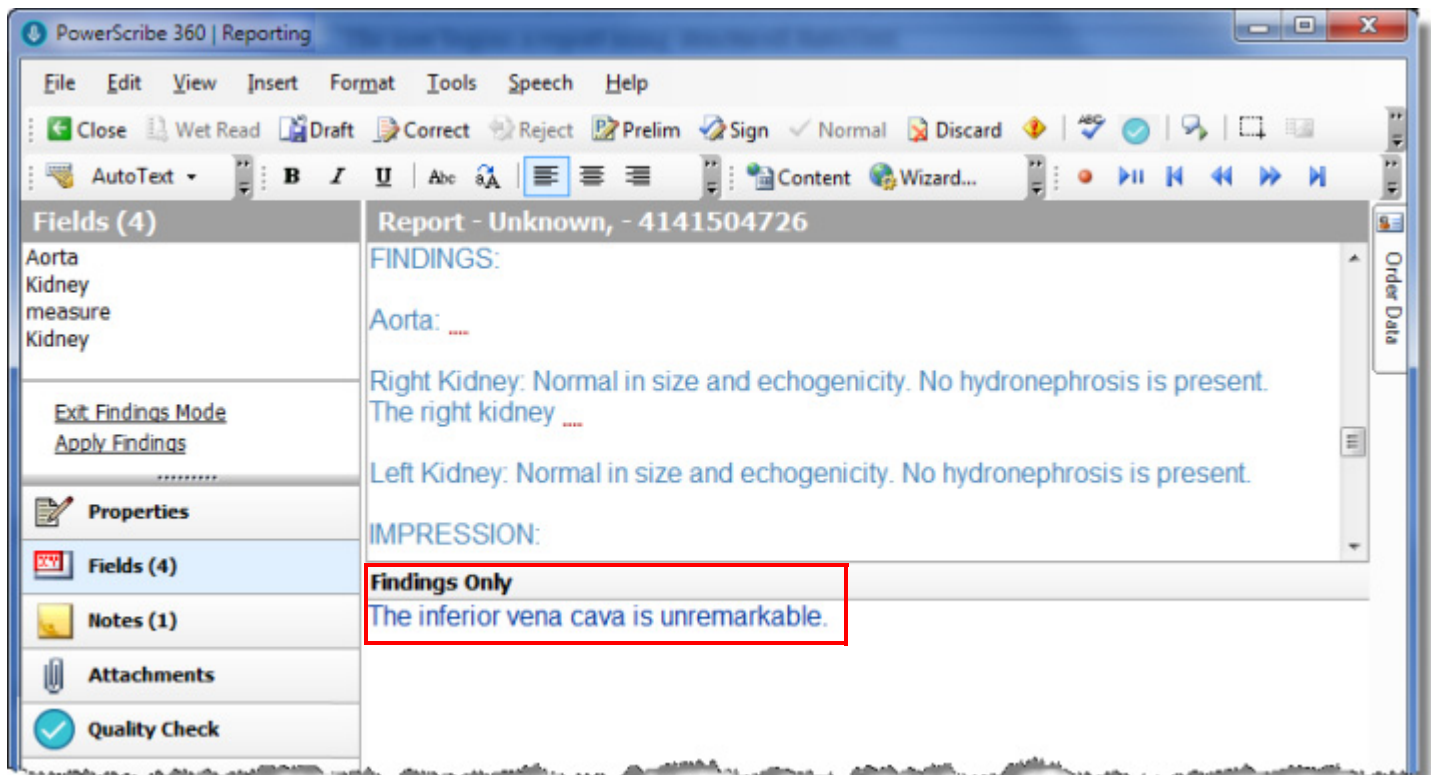 PowerScribe 360 | Reporting
File Edit View Insert Format Tools Speech Help
Close Wet Read Draft Correct Reject Prelim Sign Normal Discard ABC
AutoText B I U Abc Content Wizard...
Fields (4)
Report - Unknown, - 4141504726
Order Data
Aorta
Kidney
measure
Kidney
Exit Findings Mode
Apply Findings
Properties
Fields (4)
Notes (1)
Attachments
Quality Check
FINDINGS:
Aorta:
Right Kidney: Normal in size and echogenicity. No hydronephrosis is present.
The right kidney
Left Kidney: Normal in size and echogenicity. No hydronephrosis is present.
IMPRESSION:
Findings Only
The inferior vena cava is unremarkable.